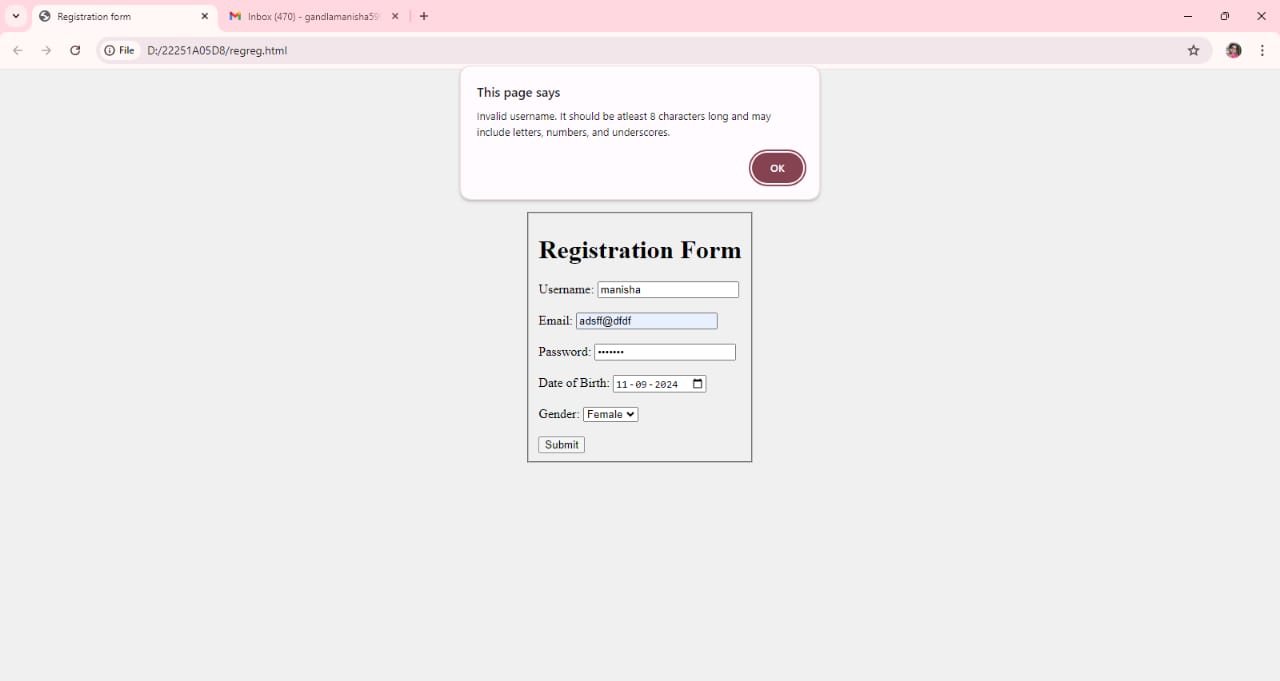 Registration form
Inbox (470) - gandlamanisha59
File D:/22251A05D8/regreg.html
This page says
Invalid username. It should be atleast 8 characters long and may
include letters, numbers, and underscores.
OK
Registration Form
Username: manisha
Email: adsff@dfdf
Password: •••••••
Date of Birth: 11-09-2024
Gender: Female
Submit